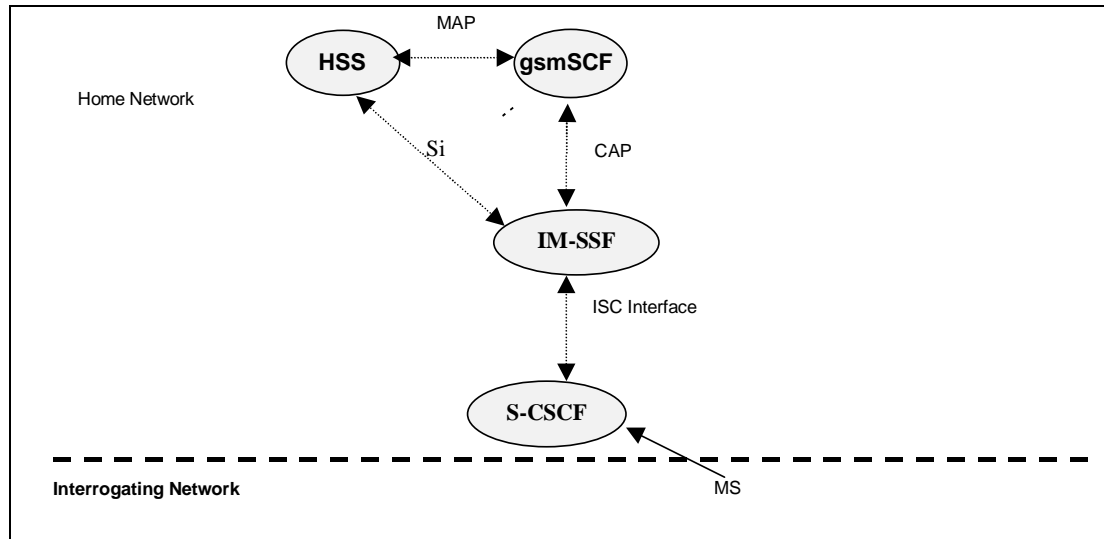 MAP
HSS
gsmSCF
Home Network
Si
CAP
IM-SSF
ISC Interface
S-CSCF
Interrogating Network
MS